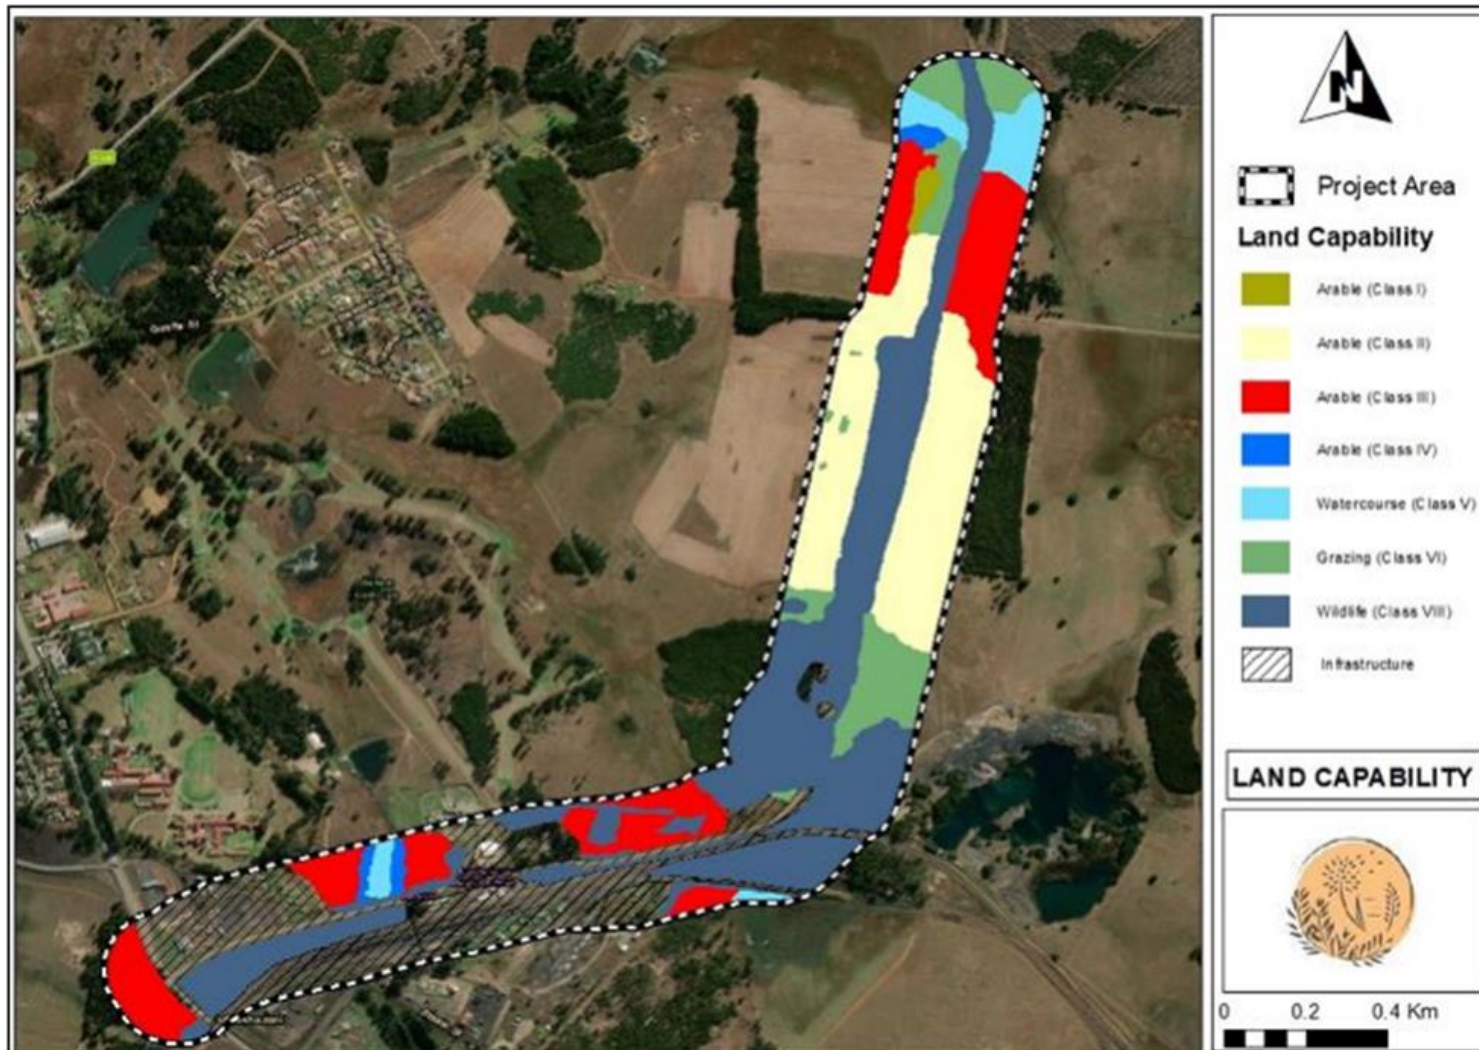 N
Project Area
Land Capability
Arable (Class I)
Arable (Class II)
Arable (Class III)
Arable (Class IV)
Watercourse (Class V)
Grazing (Class VI)
Wildlife (Class VIII)
Infrastructure
LAND CAPABILITY
0 0.2 0.4 Km